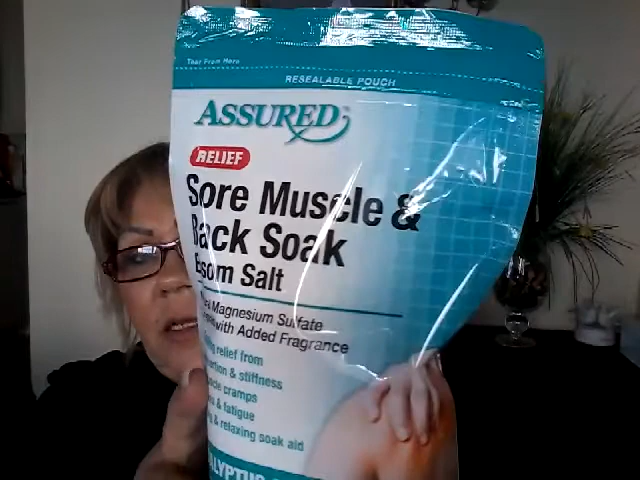 Tear From Here
RESEALABLE POUCH
ASSURED
RELIEF
Sore Muscle &
Back Soak
Epsom Salt
Magnesium Sulfate
with Added Fragrance
relief from
& stiffness
cramps
& fatigue
& relaxing soak aid